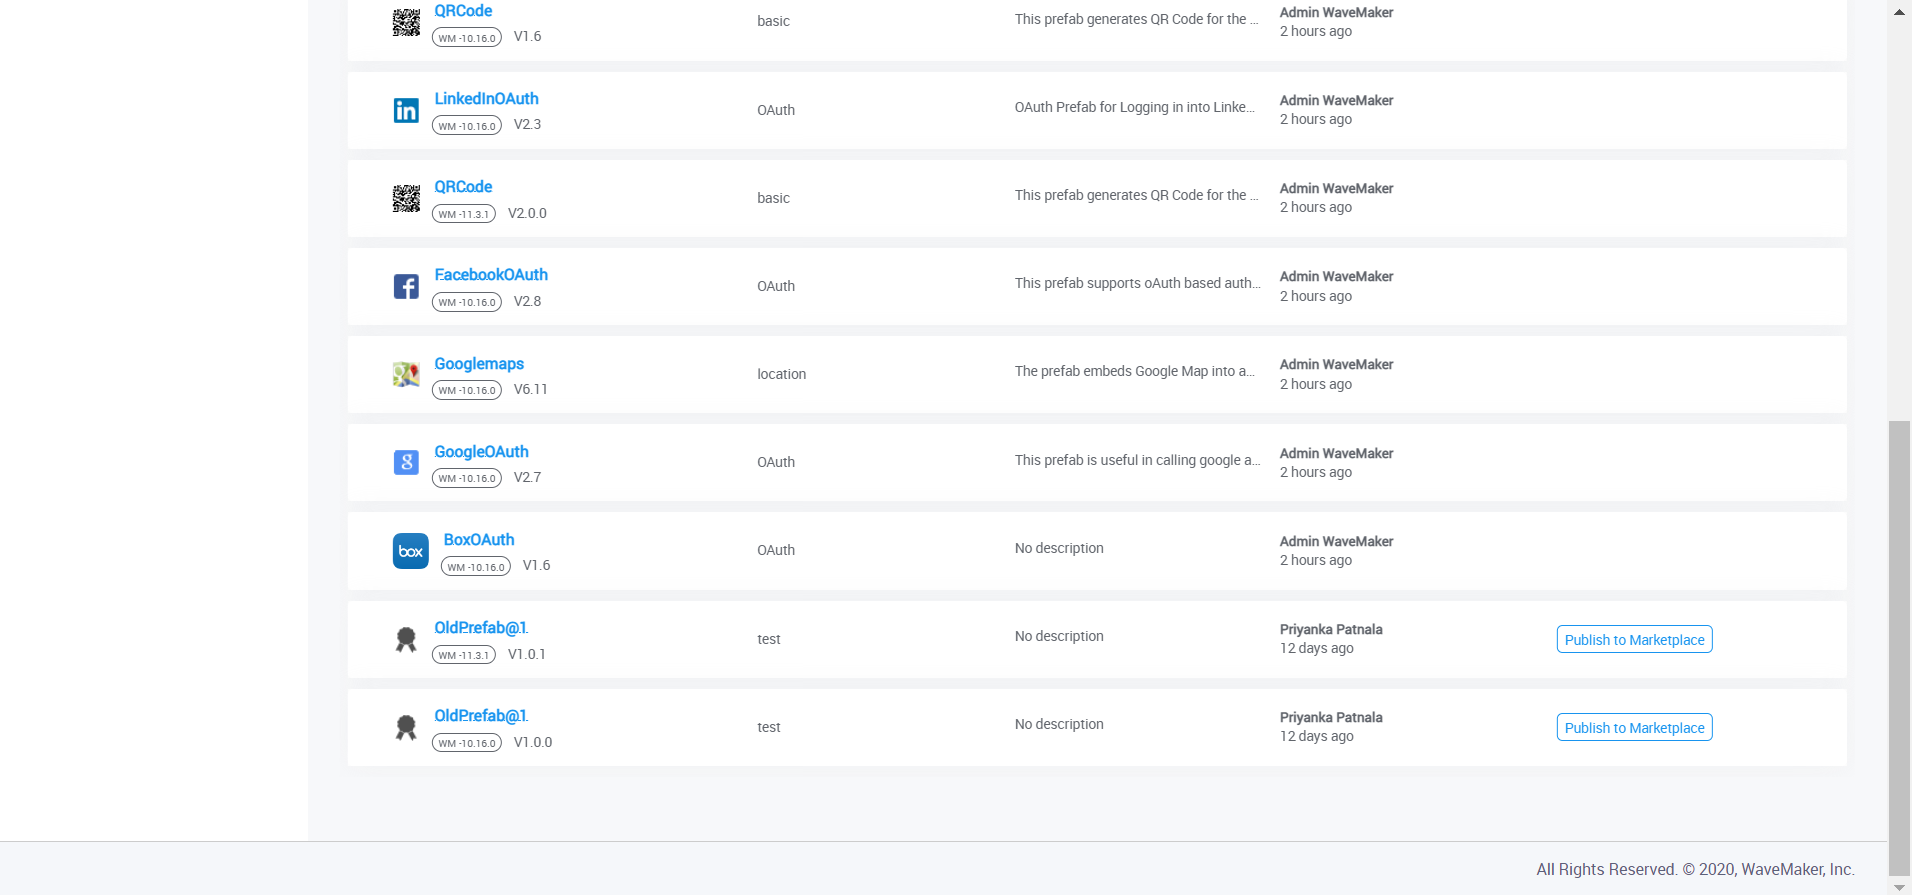 QRCode
basic
This prefab generates QR Code for the ...
Admin WaveMaker
WM -10.16.0 V1.6
2 hours ago
in
LinkedInOAuth
OAuth
OAuth Prefab for Logging in into Linke...
Admin WaveMaker
WM -10.16.0 V2.3
2 hours ago
QRCode
basic
This prefab generates QR Code for the ...
Admin WaveMaker
WM -11.3.1 V2.0.0
2 hours ago
f
FacebookOAuth
OAuth
This prefab supports oAuth based auth...
Admin WaveMaker
WM -10.16.0 V2.8
2 hours ago
Googlemaps
location
The prefab embeds Google Map into a...
Admin WaveMaker
WM -10.16.0 V6.11
2 hours ago
g
GoogleOAuth
OAuth
This prefab is useful in calling google a...
Admin WaveMaker
WM -10.16.0 V2.7
2 hours ago
box
BoxOAuth
OAuth
No description
Admin WaveMaker
WM -10.16.0 V1.6
2 hours ago
OldPrefab@1
test
No description
Priyanka Patnala
Publish to Marketplace
WM -11.3.1 V1.0.1
12 days ago
OldPrefab@1
test
No description
Priyanka Patnala
Publish to Marketplace
WM -10.16.0 V1.0.0
12 days ago
All Rights Reserved. © 2020, WaveMaker, Inc.